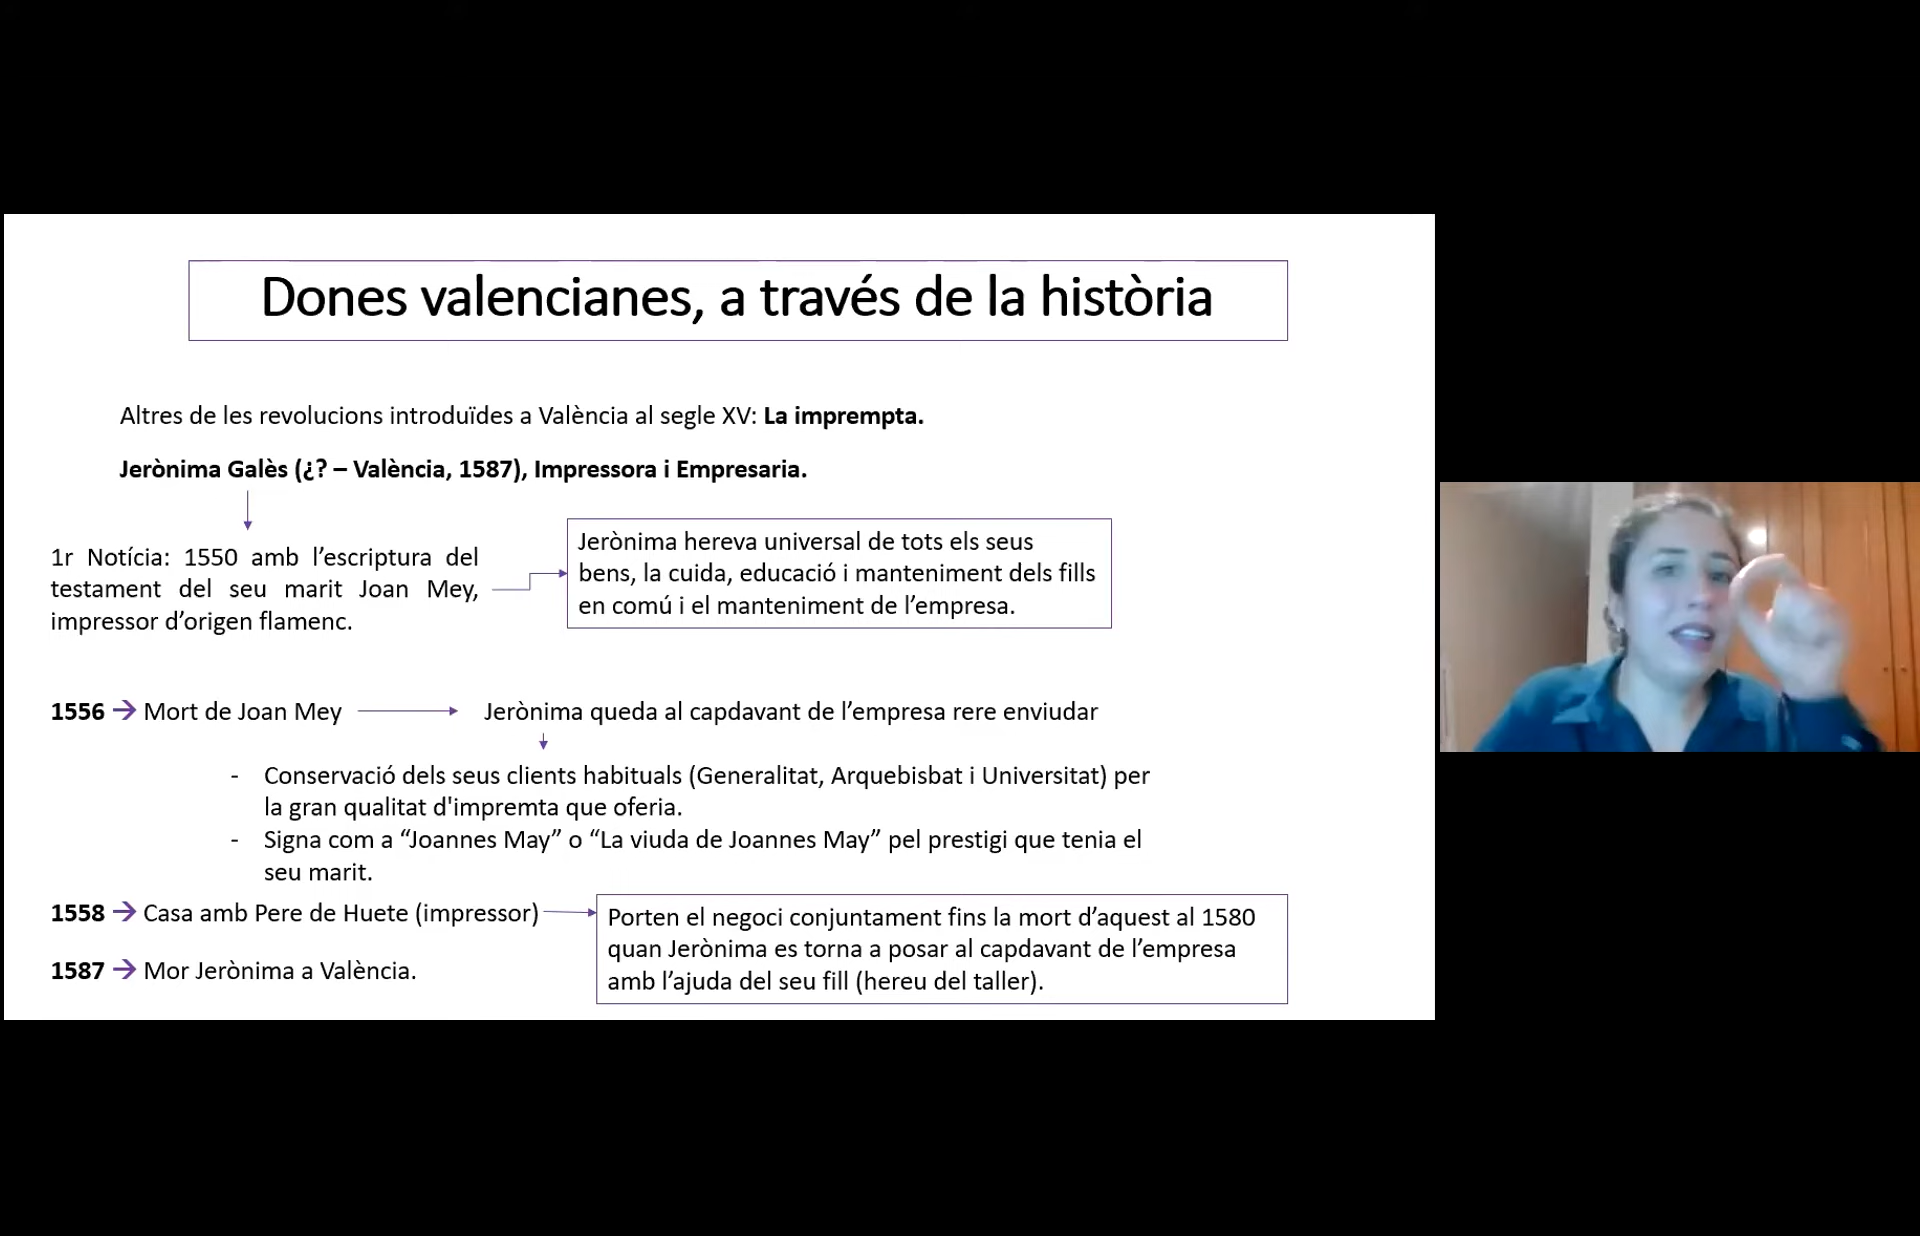 Dones valencianes, a través de la història
Altres de les revolucions introduïdes a València al segle XV: La imprempta.
Jerònima Galès (¿? – València, 1587), Impressora i Empresaria.
1r Notícia: 1550 amb l’escriptura del
testament del seu marit Joan Mey,
impressor d’origen flamenc.
Jerònima hereva universal de tots els seus
bens, la cuida, educació i manteniment dels fills
en comú i el manteniment de l’empresa.
1556 → Mort de Joan Mey
Jerònima queda al capdavant de l’empresa rere enviudar
- Conservació dels seus clients habituals (Generalitat, Arquebisbat i Universitat) per
la gran qualitat d'impremta que oferia.
- Signa com a “Joannes May” o “La viuda de Joannes May” pel prestigi que tenia el
seu marit.
1558 → Casa amb Pere de Huete (impressor)
Porten el negoci conjuntament fins la mort d’aquest al 1580
quan Jerònima es torna a posar al capdavant de l’empresa
amb l’ajuda del seu fill (hereu del taller).
1587 → Mor Jerònima a València.